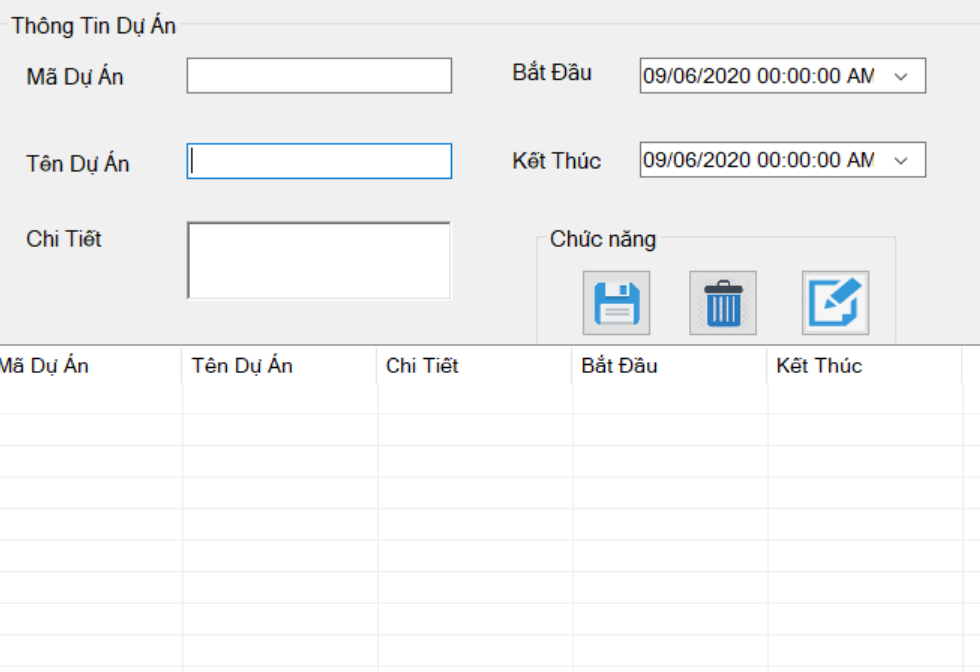 Thông Tin Dự Án
Mã Dự Án
Bắt Đầu
09/06/2020 00:00:00 AM
Tên Dự Án
Kết Thúc
09/06/2020 00:00:00 AM
Chi Tiết
Chức năng
Mã Dự Án Tên Dự Án Chi Tiết Bắt Đầu Kết Thúc